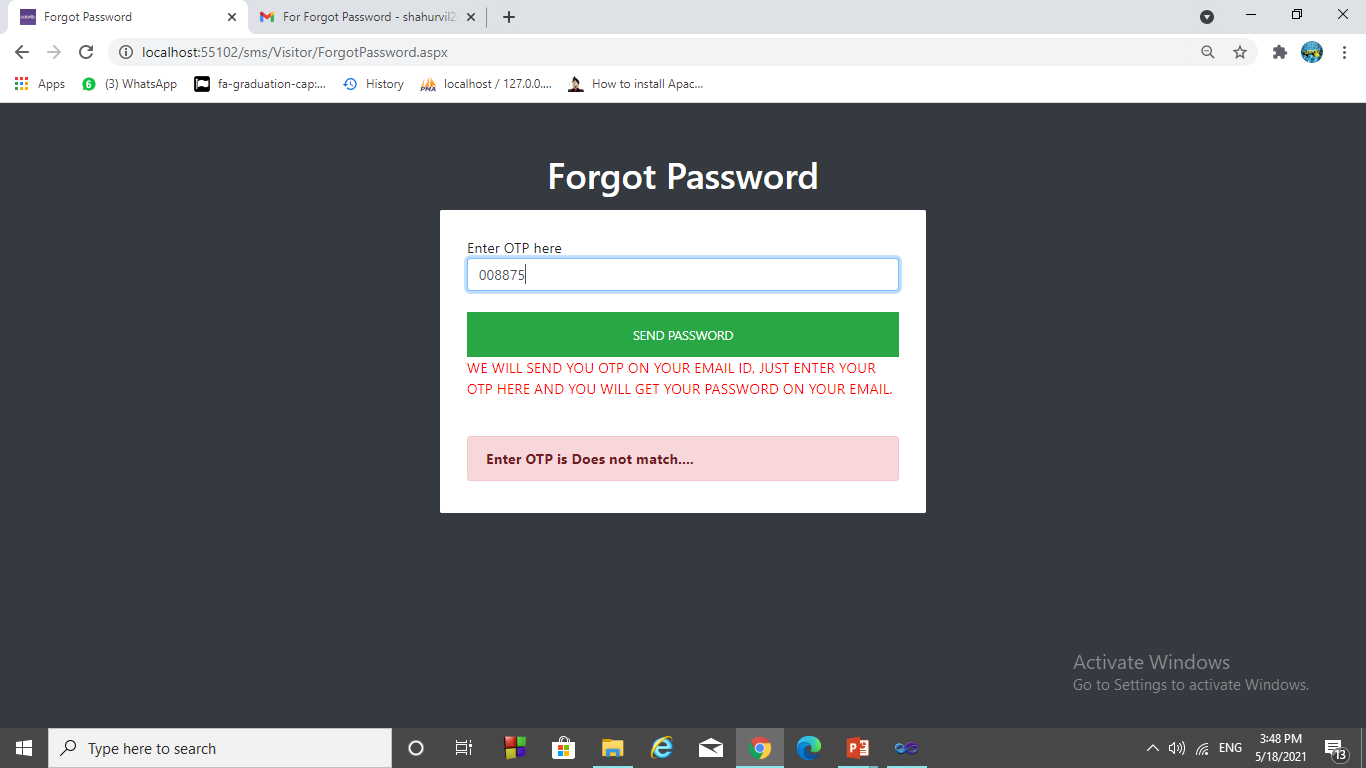 Forgot Password
For Forgot Password - shahurvil2
localhost:55102/sms/Visitor/ForgotPassword.aspx
Apps
6
(3) WhatsApp
fa-graduation-cap:...
History
PMA
localhost / 127.0.0....
How to install Apac...
Forgot Password
Enter OTP here
008875
SEND PASSWORD
WE WILL SEND YOU OTP ON YOUR EMAIL ID, JUST ENTER YOUR
OTP HERE AND YOU WILL GET YOUR PASSWORD ON YOUR EMAIL.
Enter OTP is Does not match....
Activate Windows
Go to Settings to activate Windows.
Type here to search
ENG
3:48 PM
5/18/2021
13